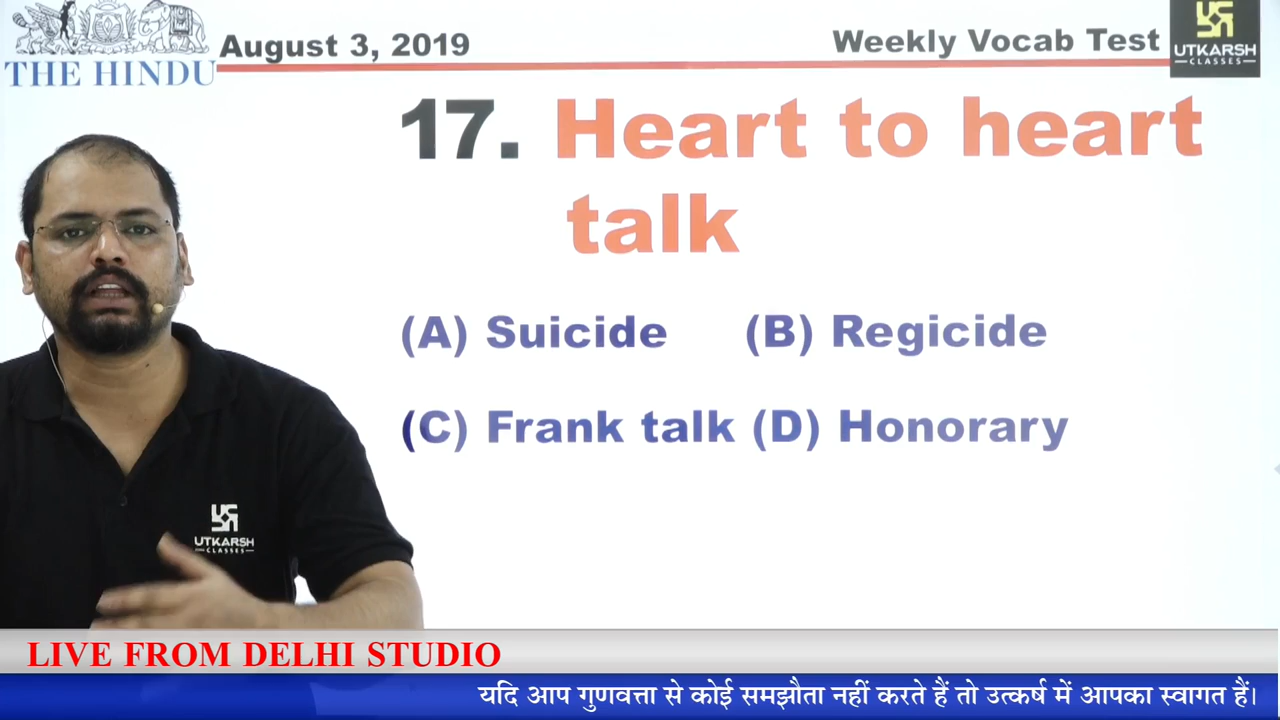 THE HINDU
August 3, 2019
Weekly Vocab Test
UTKARSH
CLASSES
17. Heart to heart
talk
(A) Suicide (B) Regicide
(C) Frank talk (D) Honorary
UTKARSH
CLASSES
LIVE FROM DELHI STUDIO
यदि आप गुणवत्ता से कोई समझौता नहीं करते हैं तो उत्कर्ष में आपका स्वागत हैं।